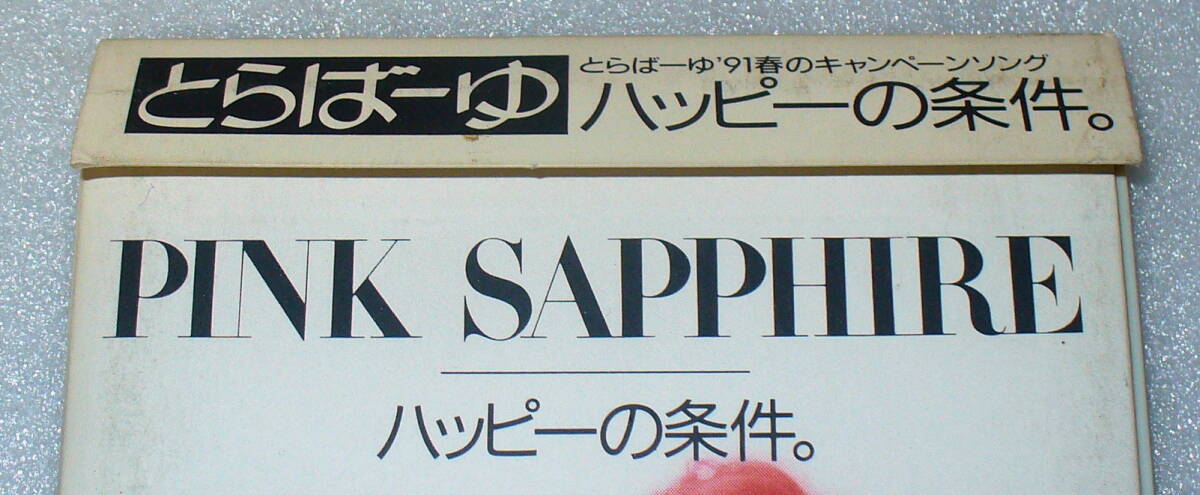 とらばーゆ
とらばーゆ'91春のキャンペーンソング
ハッピーの条件。
PINK SAPPHIRE
ハッピーの条件。